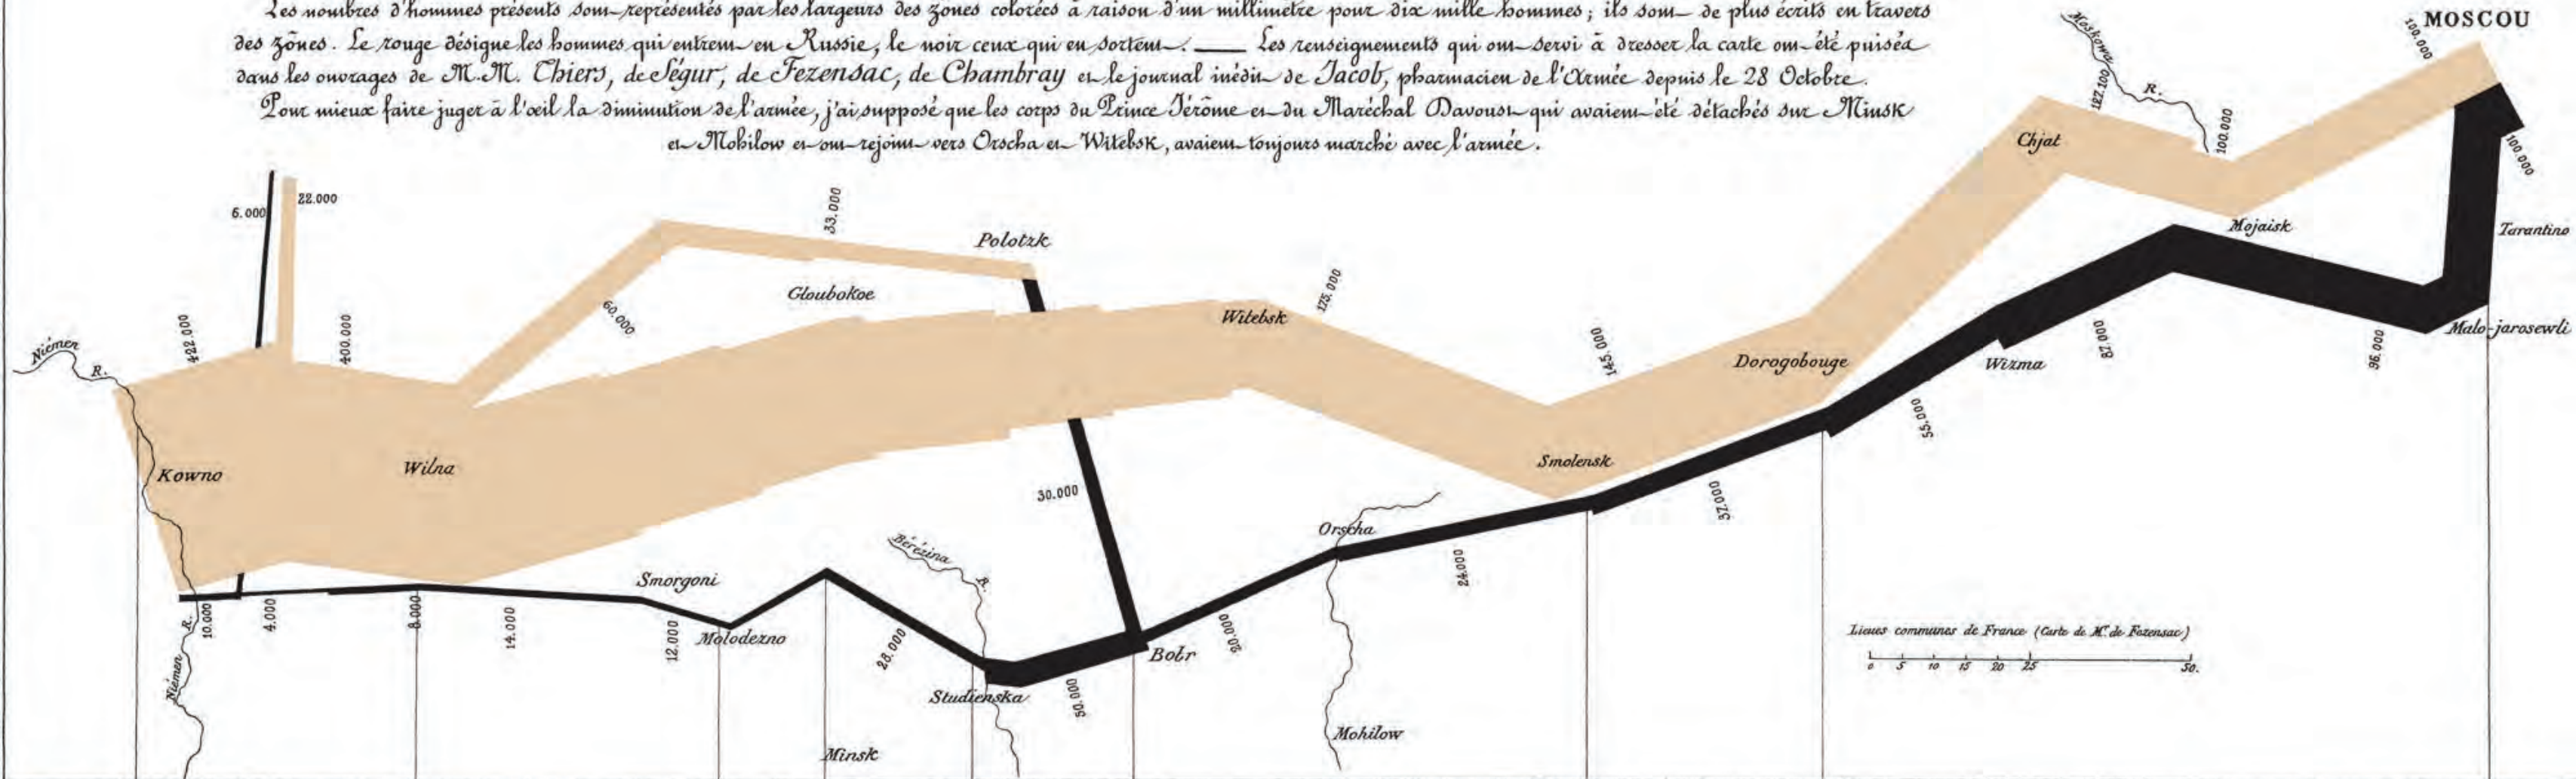 Les nombres d'hommes présents sont représentés par les largeurs des zones colorées à raison d'un millimètre pour dix mille hommes ; ils sont de plus écrits en travers
des zônes. Le rouge désigne les hommes qui entrent en Russie, le noir ceux qui en sortent. — Les renseignements qui ont servi à dresser la carte ont été puisés
dans les ouvrages de M.M. Thiers, de Ségur, de Fezensac, de Chambray et le journal inédit de Jacob, pharmacien de l'Armée depuis le 28 Octobre.
Pour mieux faire juger à l'œil la diminution de l'armée, j'ai supposé que les corps du Prince Jérôme et du Maréchal Davoust qui avaient été détachés sur Minsk
et Mohilow et ont rejoint vers Orscha et Witebsk, avaient toujours marché avec l'armée.
MOSCOU
100.000
Moskowa
R.
127.100
100.000
Chjat
100.000
Mojaisk
Tarantino
Malo-jarosewli
6.000
22.000
33.000
Polotzk
Gloubokoe
60.000
422.000
400.000
Niémen
R.
Kowno
Wilna
Witebsk
175.000
145.000
Smolensk
Dorogobouge
Wizma
87.000
96.000
55.000
37.000
30.000
Orscha
24.000
Bérézina
R.
Smorgoni
Molodezno
10.000
4.000
8.000
14.000
12.000
28.000
Studienska
50.000
Bobr
20.000
Niémen
R.
Minsk
Mohilow
Lieues communes de France (Carte de M. de Fezensac)
0 5 10 15 20 25 50.